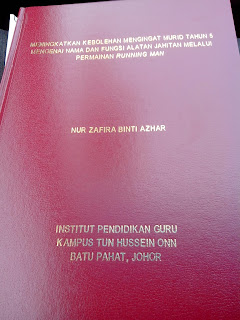 MENINGKATKAN KEBOLEHAN MENGINGAT MURID TAHUN 5
MENGENAI NAMA DAN FUNGSI ALATAN JAHITAN MELALUI
PERMAINAN RUNNING MAN
NUR ZAFIRA BINTI AZHAR
INSTITUT PENDIDIKAN GURU
KAMPUS TUN HUSSEIN ONN
BATU PAHAT, JOHOR